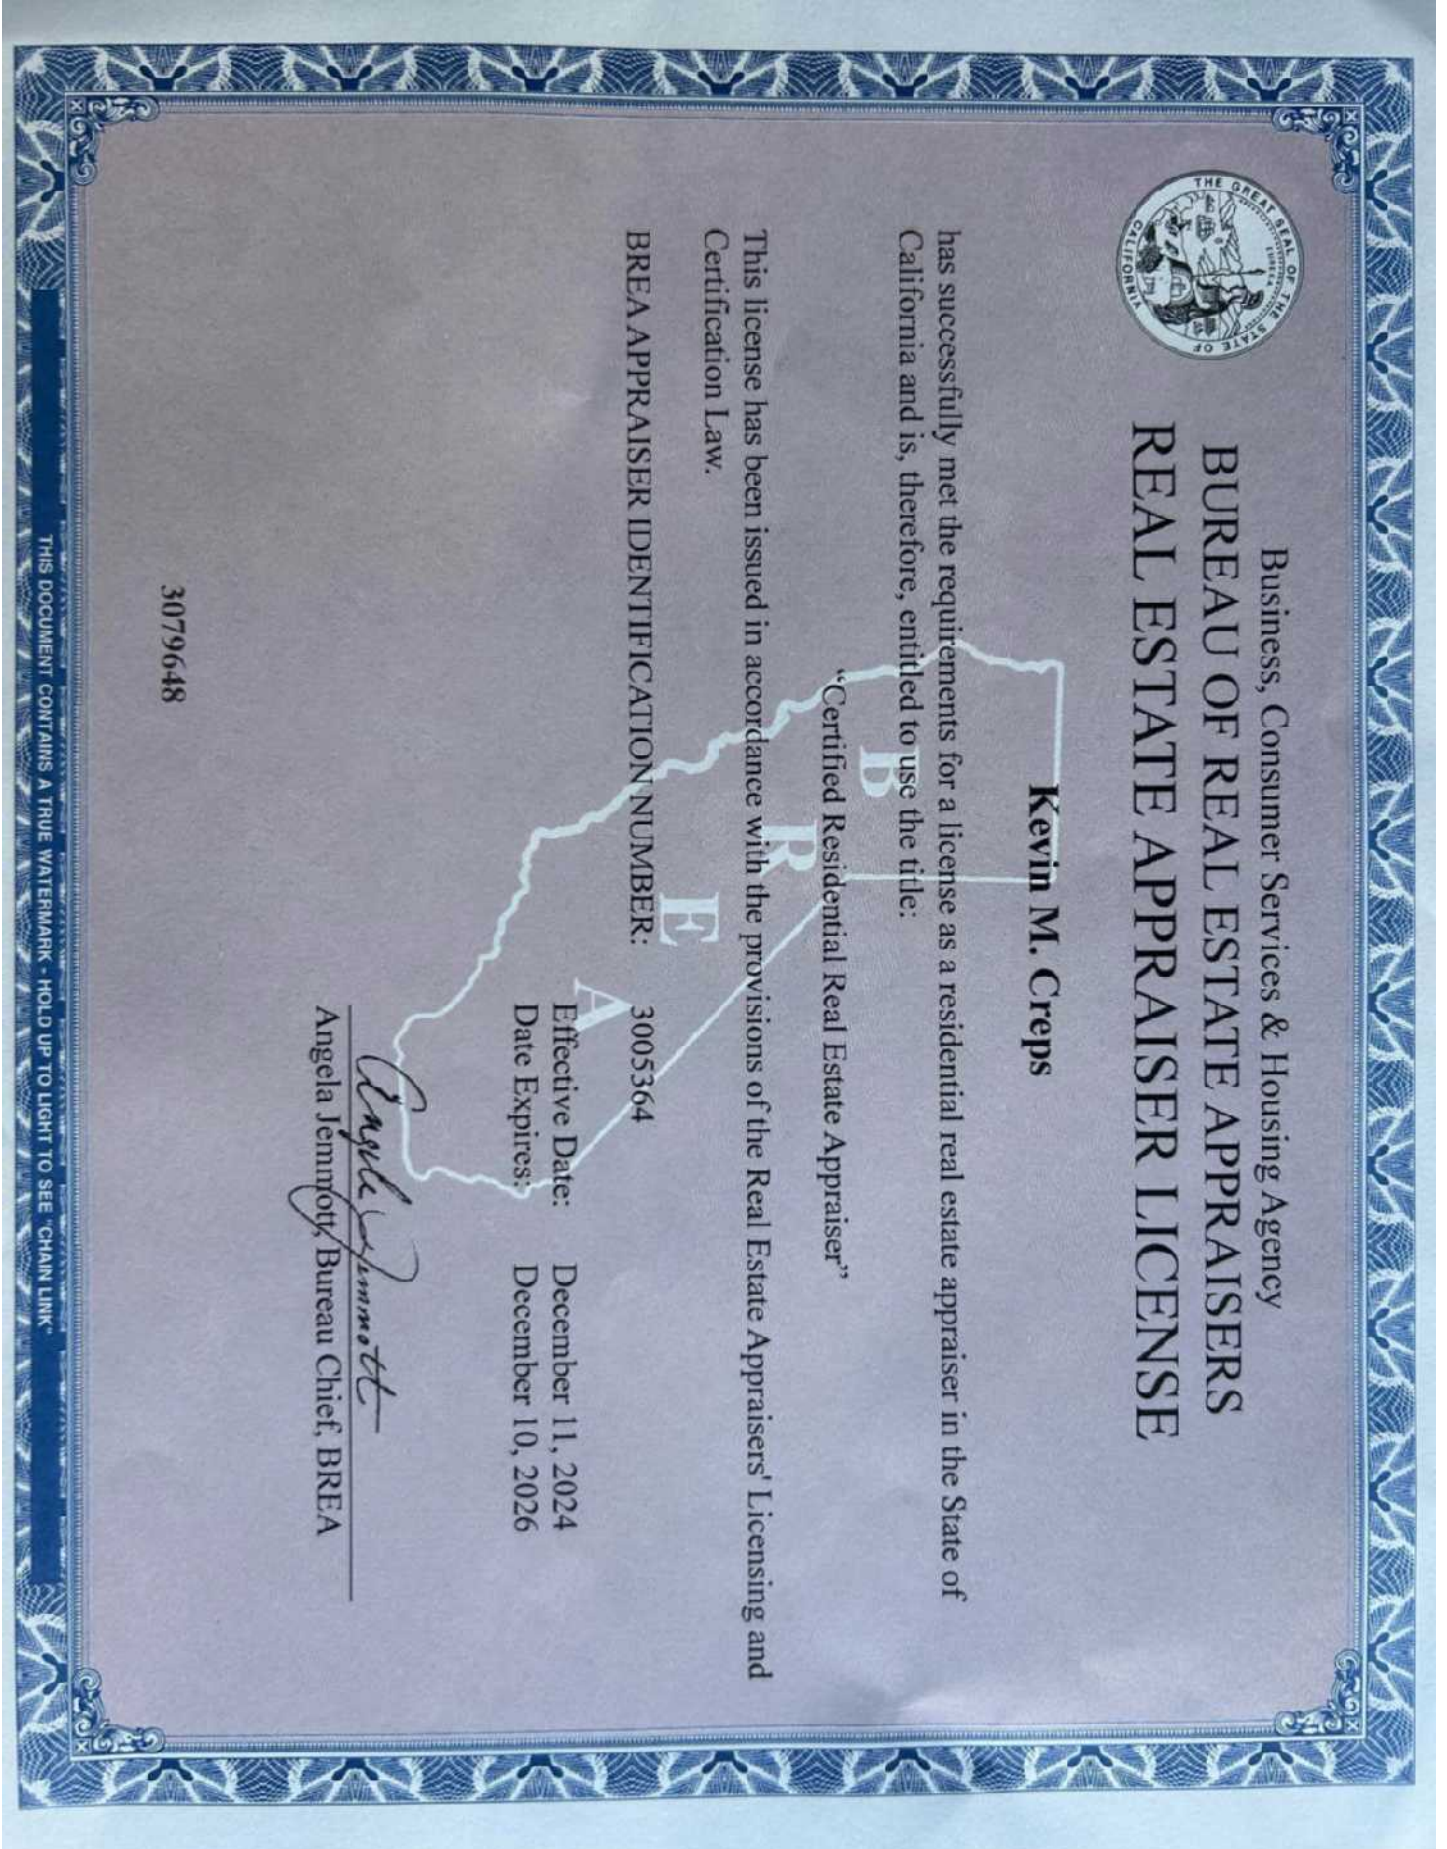 THE GREAT SEAL OF THE STATE OF CALIFORNIA
EUREKA
Business, Consumer Services & Housing Agency
BUREAU OF REAL ESTATE APPRAISERS
REAL ESTATE APPRAISER LICENSE
Kevin M. Creps
has successfully met the requirements for a license as a residential real estate appraiser in the State of
California and is, therefore, entitled to use the title:
“Certified Residential Real Estate Appraiser”
This license has been issued in accordance with the provisions of the Real Estate Appraisers' Licensing and
Certification Law.
BREA APPRAISER IDENTIFICATION NUMBER: 3005364
B R E A
Effective Date: December 11, 2024
Date Expires: December 10, 2026
Angela Jemmott
Angela Jemmott, Bureau Chief, BREA
3079648
THIS DOCUMENT CONTAINS A TRUE WATERMARK - HOLD UP TO LIGHT TO SEE "CHAIN LINK"